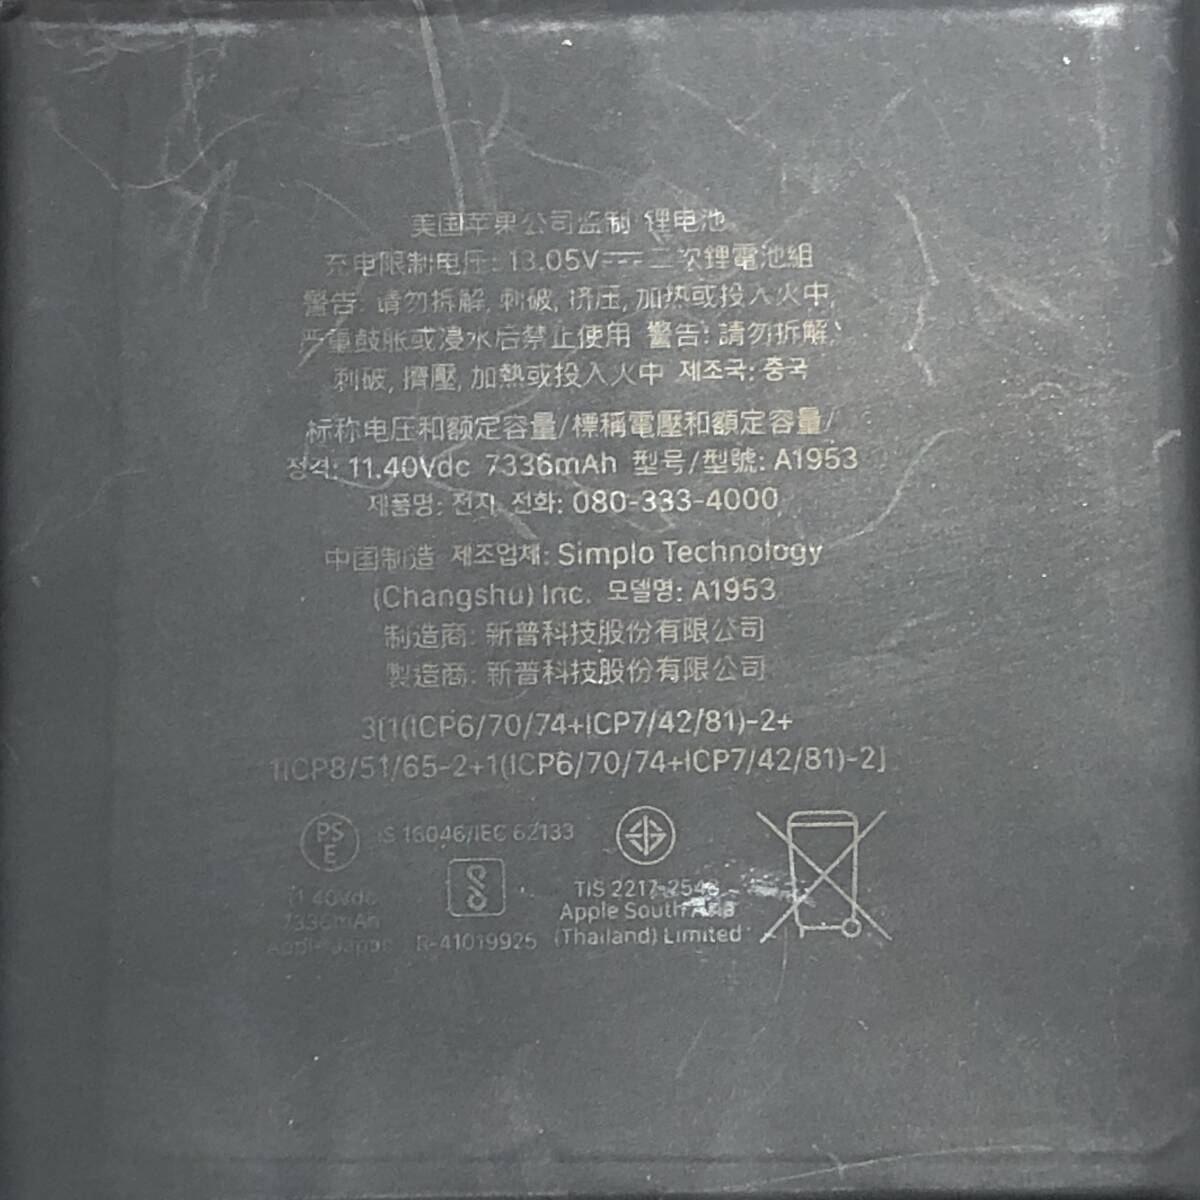 美国苹果公司监制 锂电池
充电限制电压: 13.05V⎓ 二次鋰電池組
警告: 请勿拆解, 刺破, 挤压, 加热或投入火中,
严重鼓胀或浸水后禁止使用 警告: 請勿拆解,
刺破, 擠壓, 加熱或投入火中 제조국: 중국
标称电压和额定容量/標稱電壓和額定容量/
정격: 11.40Vdc 7336mAh 型号/型號: A1953
제품명: 전지 전화: 080-333-4000
中国制造 제조업체: Simplo Technology
(Changshu) Inc. 모델명: A1953
制造商: 新普科技股份有限公司
製造商: 新普科技股份有限公司
3[1(ICP6/70/74+ICP7/42/81)-2+
1ICP8/51/65-2+1(ICP6/70/74+ICP7/42/81)-2]
PS
E
IS 16046/IEC 62133
11.40Vdc
7336mAh
Apple Japan
R-41019925
TIS 2217-2548
Apple South Asia
(Thailand) Limited